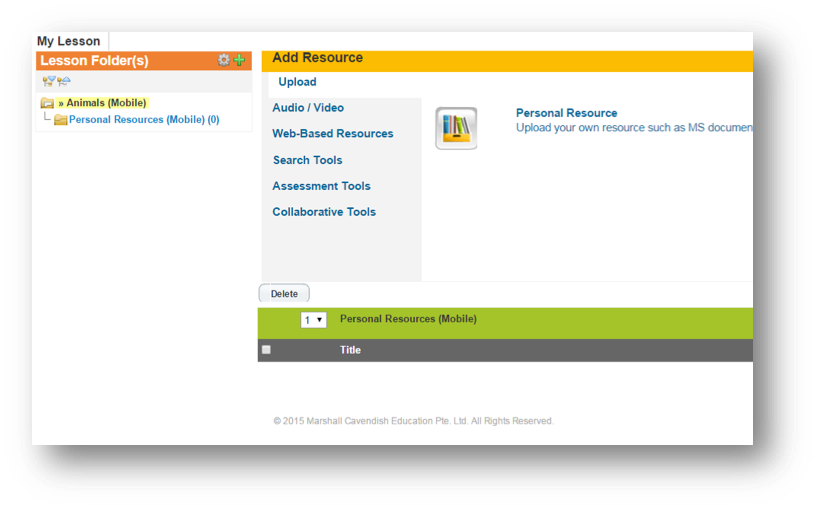 My Lesson
Lesson Folder(s)
» Animals (Mobile)
Personal Resources (Mobile) (0)
Add Resource
Upload
Audio / Video
Web-Based Resources
Search Tools
Assessment Tools
Collaborative Tools
Personal Resource
Upload your own resource such as MS documen
Delete
1 Personal Resources (Mobile)
Title
© 2015 Marshall Cavendish Education Pte. Ltd. All Rights Reserved.